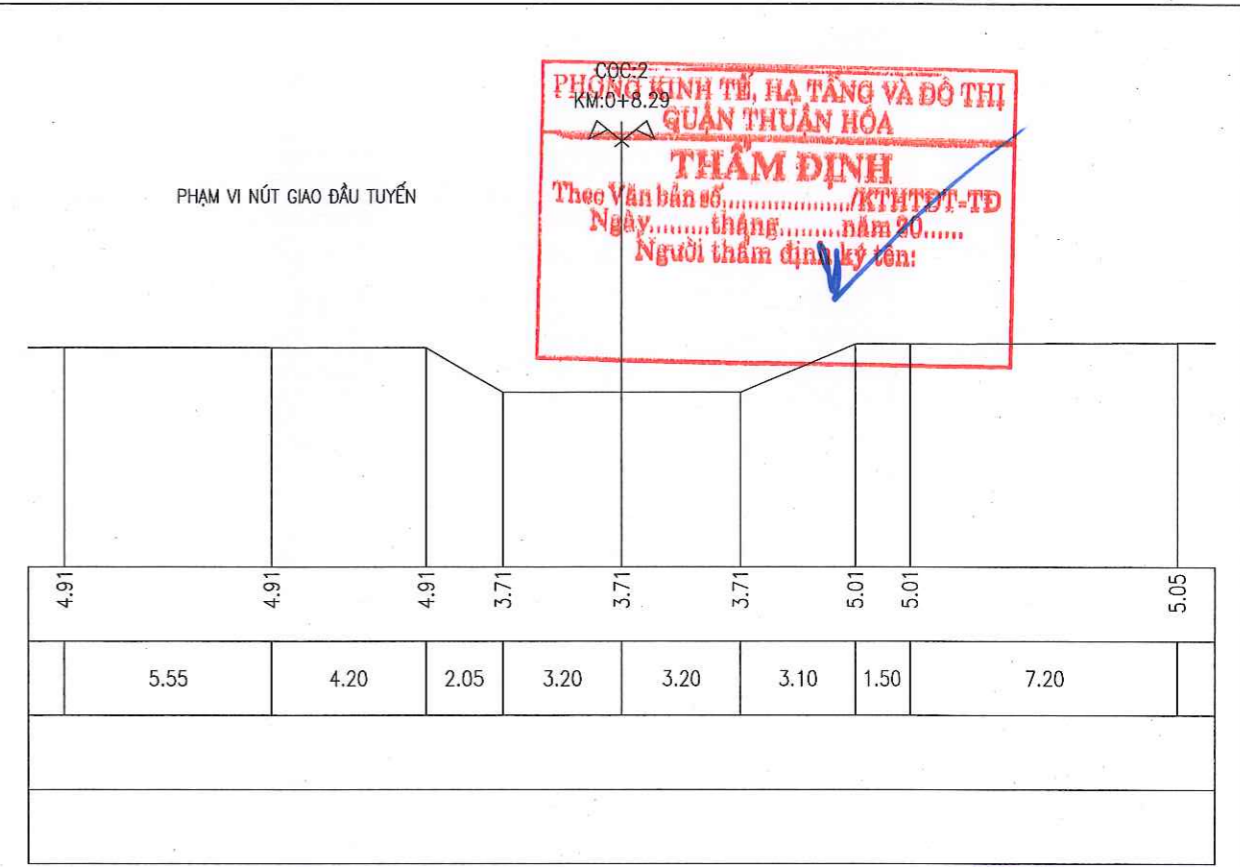 CỌC:2
KM:0+8.29
PHÒNG KINH TẾ, HẠ TẦNG VÀ ĐÔ THỊ
QUẬN THUẬN HÓA
THẨM ĐỊNH
Theo Văn bản số.................../KTHTĐT-TĐ
Ngày.........tháng.........năm 20......
Người thẩm định ký tên:
PHẠM VI NÚT GIAO ĐẦU TUYẾN
4.91 4.91 4.91 3.71 3.71 3.71 5.01 5.01 5.05
5.55 4.20 2.05 3.20 3.20 3.10 1.50 7.20